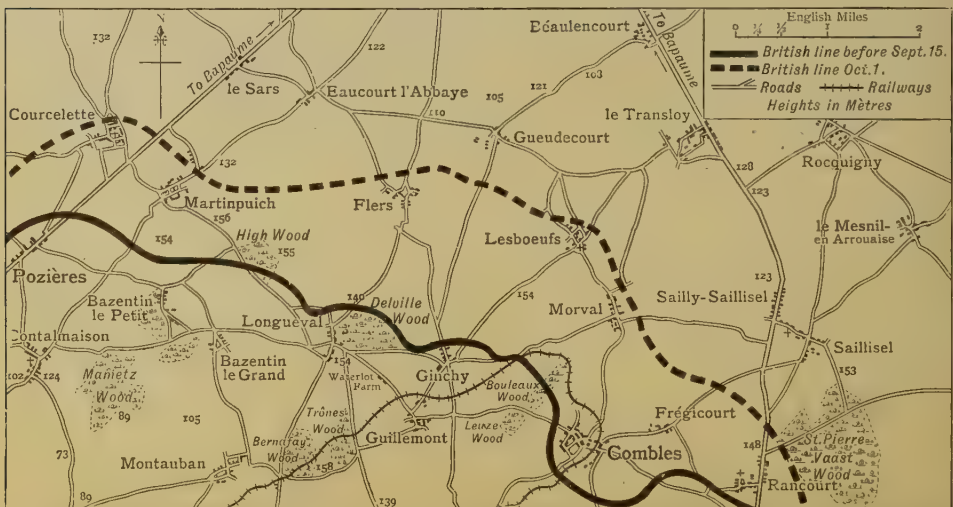 English Miles
0 ¼ ½ 1 2
British line before Sept. 15.
British line Oct. 1.
Roads Railways
Heights in Mètres
N
132
To Bapaume
le Sars
122
Eaucourt l'Abbaye
Courcelette
110
105
Beaulencourt
To Bapaume
103
121
Gueudecourt
le Transloy
128
123
Rocquigny
132
Martinpuich
156
Flers
Lesboeufs
le Mesnil-
en Arrouaise
154
High Wood
155
Pozières
Bazentin
le Petit
140
Delville
Wood
154
Morval
123
Sailly-Saillisel
Longueval
Contalmaison
Bazentin
le Grand
154
Waterlot
Farm
Ginchy
Saillisel
153
102
124
Mametz
Wood
89
105
Trônes
Wood
Guillemont
Bouleaux
Wood
Leuze
Wood
Frégicourt
St. Pierre
Vaast
Wood
148
Bernafay
Wood
158
Combles
Rancourt
73
Montauban
89
139